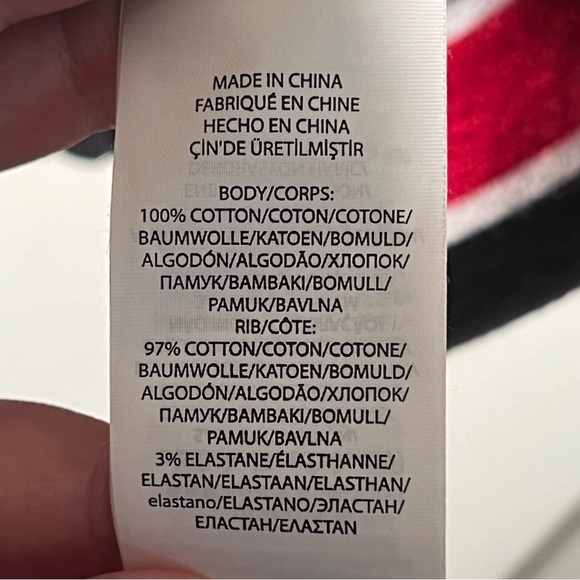 MADE IN CHINA
FABRIQUÉ EN CHINE
HECHO EN CHINA
ÇİN'DE ÜRETİLMİŞTİR
BODY/CORPS:
100% COTTON/COTON/COTONE/
BAUMWOLLE/KATOEN/BOMULD/
ALGODÓN/ALGODÃO/ХЛОПОК/
ПАМУК/ΒΑΜΒΑΚΙ/BOMULL/
PAMUK/BAVLNA
RIB/CÔTE:
97% COTTON/COTON/COTONE/
BAUMWOLLE/KATOEN/BOMULD/
ALGODÓN/ALGODÃO/ХЛОПОК/
ПАМУК/ΒΑΜΒΑΚΙ/BOMULL/
PAMUK/BAVLNA
3% ELASTANE/ÉLASTHANNE/
ELASTAN/ELASTAAN/ELASTHAN/
elastano/ELASTANO/ЭЛАСТАН/
ЕЛАСТАН/ΕΛΑΣΤΑΝ